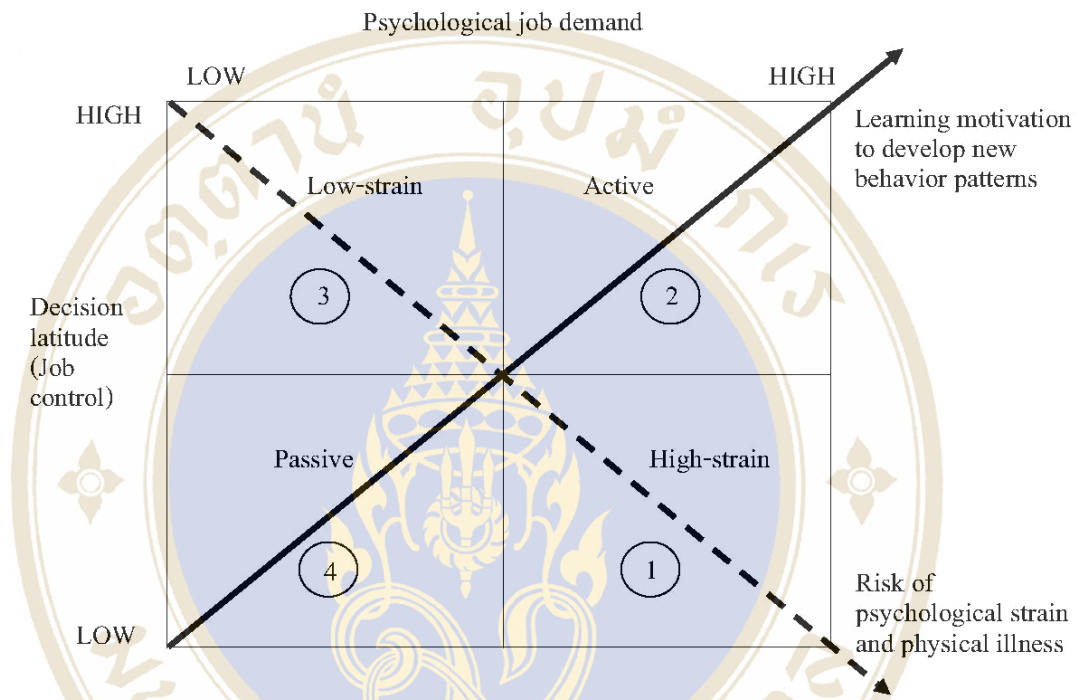 Psychological job demand
LOW
HIGH
HIGH
Learning motivation
to develop new
behavior patterns
Low-strain
Active
3
2
Decision
latitude
(Job
control)
Passive
High-strain
4
1
LOW
Risk of
psychological strain
and physical illness